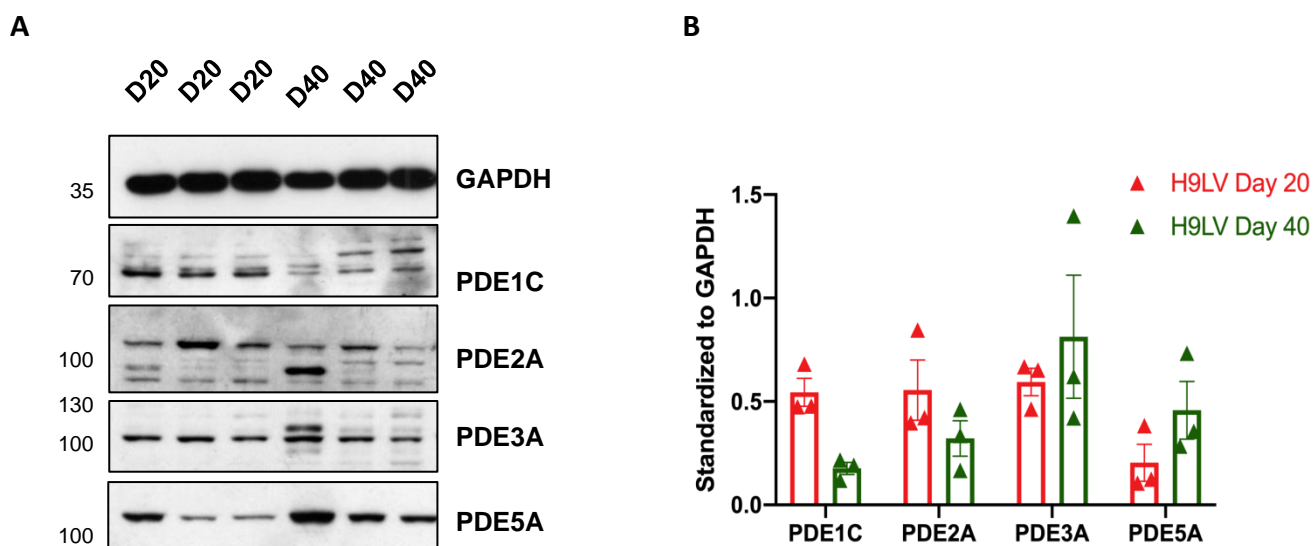 A
D20 D20 D20 D40 D40 D40
35
GAPDH
70
PDE1C
100
PDE2A
130
100
PDE3A
100
PDE5A
B
H9LV Day 20
H9LV Day 40
Standardized to GAPDH
1.5
1.0
0.5
0.0
PDE1C PDE2A PDE3A PDE5A